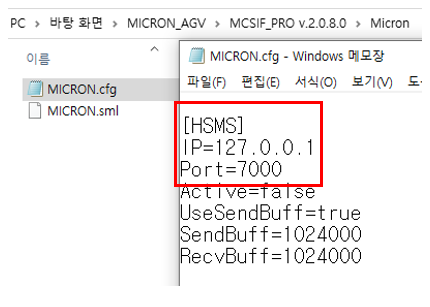 PC > 바탕 화면 > MICRON_AGV > MCSIF_PRO v.2.0.8.0 > Micron
이름
MICRON.cfg
MICRON.sml
MICRON.cfg - Windows 메모장
파일(F) 편집(E) 서식(O) 보기(V)
[HSMS]
IP=127.0.0.1
Port=7000
Active=false
UseSendBuff=true
SendBuff=1024000
RecvBuff=1024000